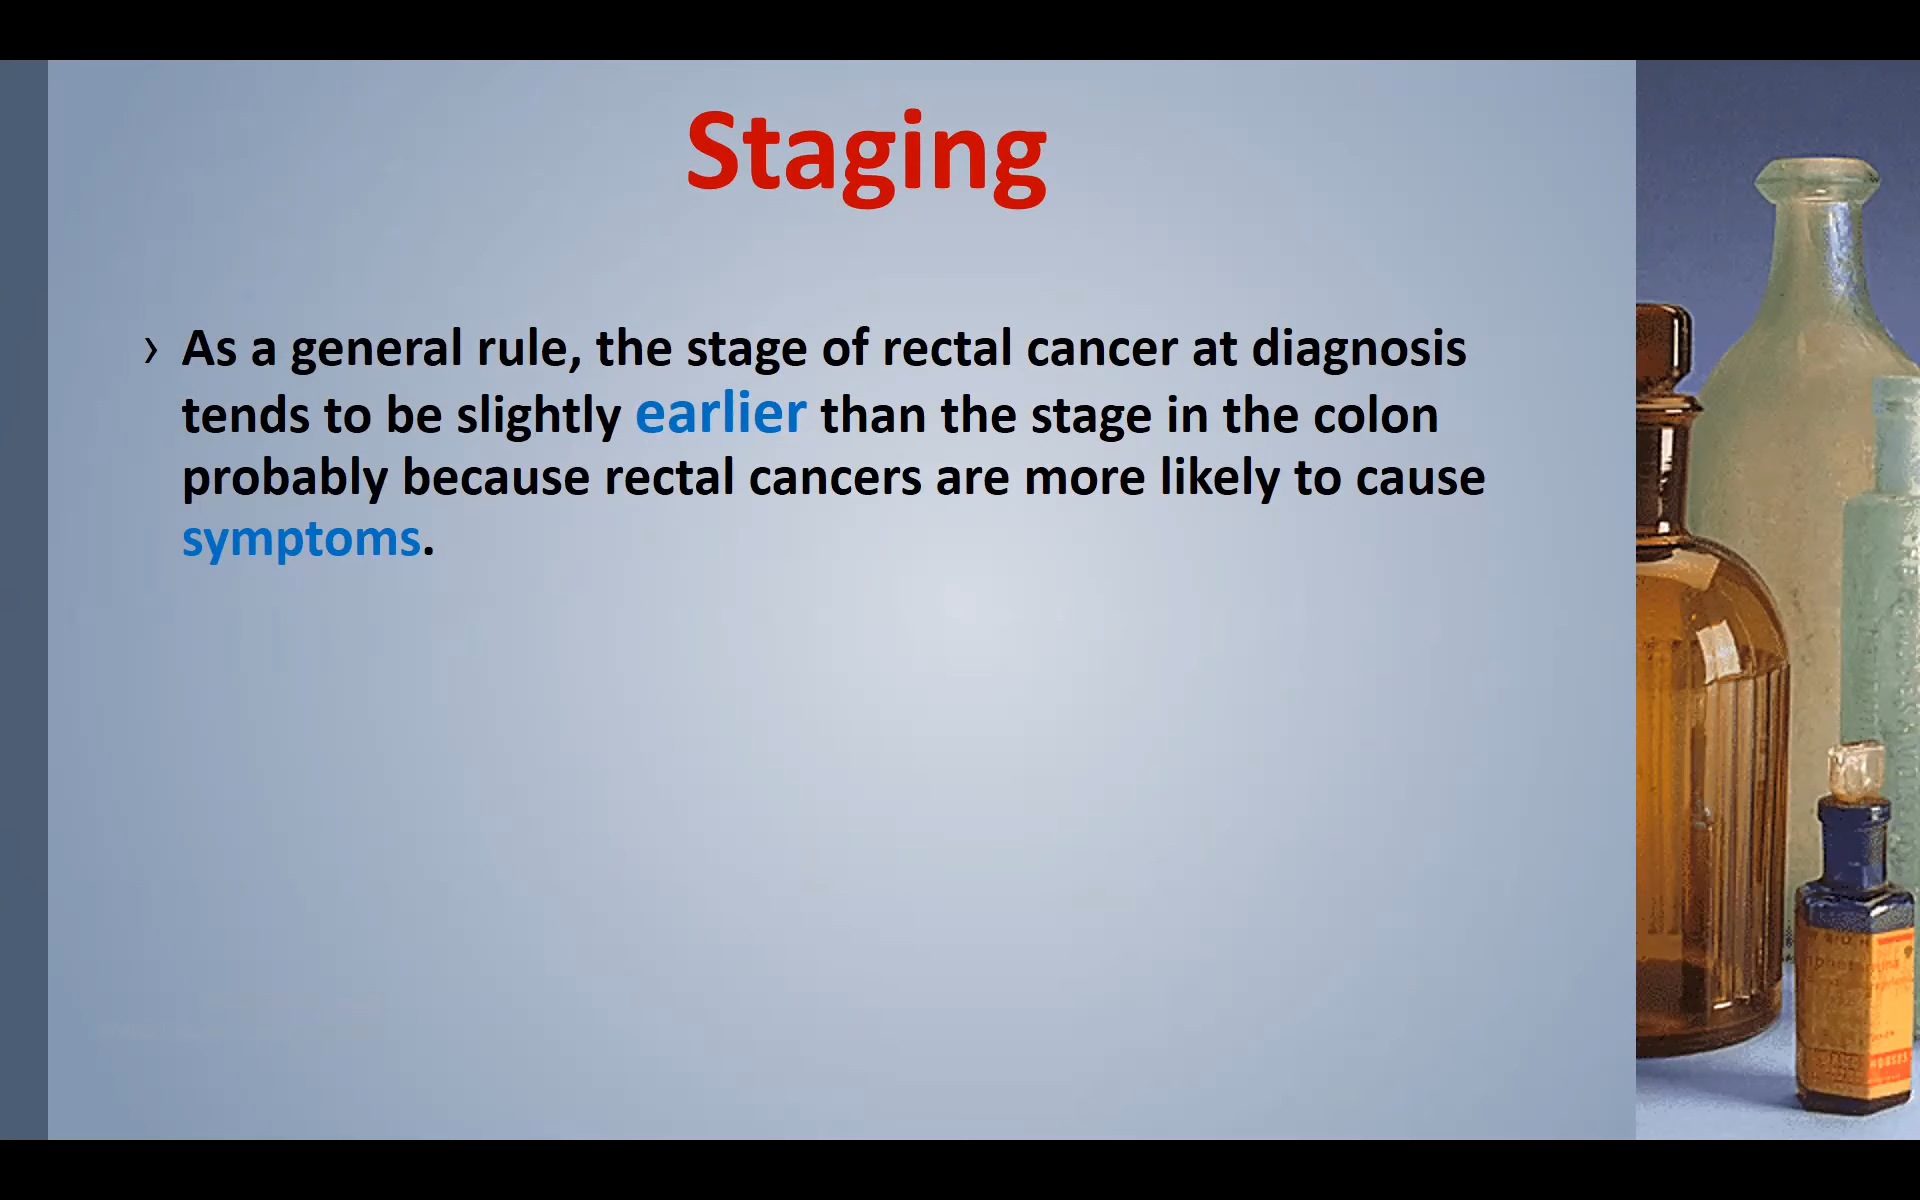 Staging
› As a general rule, the stage of rectal cancer at diagnosis
tends to be slightly earlier than the stage in the colon
probably because rectal cancers are more likely to cause
symptoms.